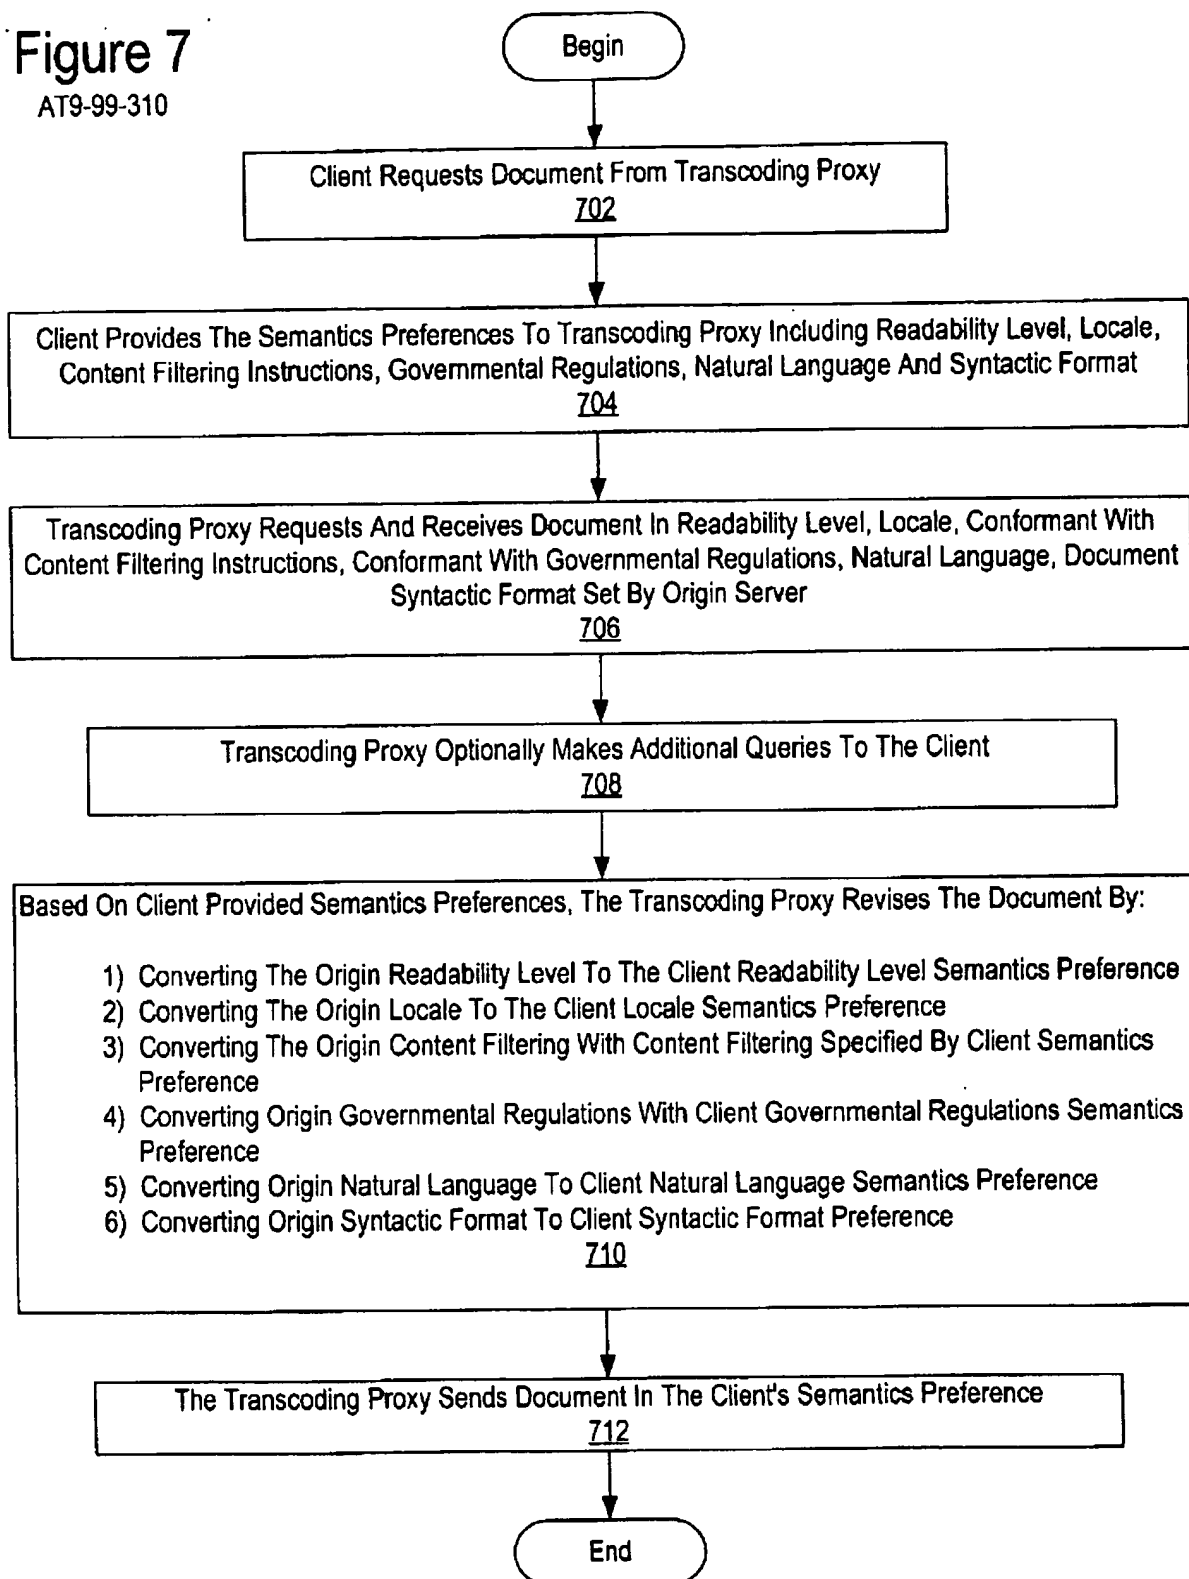 Figure 7
AT9-99-310
Begin
Client Requests Document From Transcoding Proxy
702
Client Provides The Semantics Preferences To Transcoding Proxy Including Readability Level, Locale,
Content Filtering Instructions, Governmental Regulations, Natural Language And Syntactic Format
704
Transcoding Proxy Requests And Receives Document In Readability Level, Locale, Conformant With
Content Filtering Instructions, Conformant With Governmental Regulations, Natural Language, Document
Syntactic Format Set By Origin Server
706
Transcoding Proxy Optionally Makes Additional Queries To The Client
708
Based On Client Provided Semantics Preferences, The Transcoding Proxy Revises The Document By:
1) Converting The Origin Readability Level To The Client Readability Level Semantics Preference
2) Converting The Origin Locale To The Client Locale Semantics Preference
3) Converting The Origin Content Filtering With Content Filtering Specified By Client Semantics
Preference
4) Converting Origin Governmental Regulations With Client Governmental Regulations Semantics
Preference
5) Converting Origin Natural Language To Client Natural Language Semantics Preference
6) Converting Origin Syntactic Format To Client Syntactic Format Preference
710
The Transcoding Proxy Sends Document In The Client's Semantics Preference
712
End